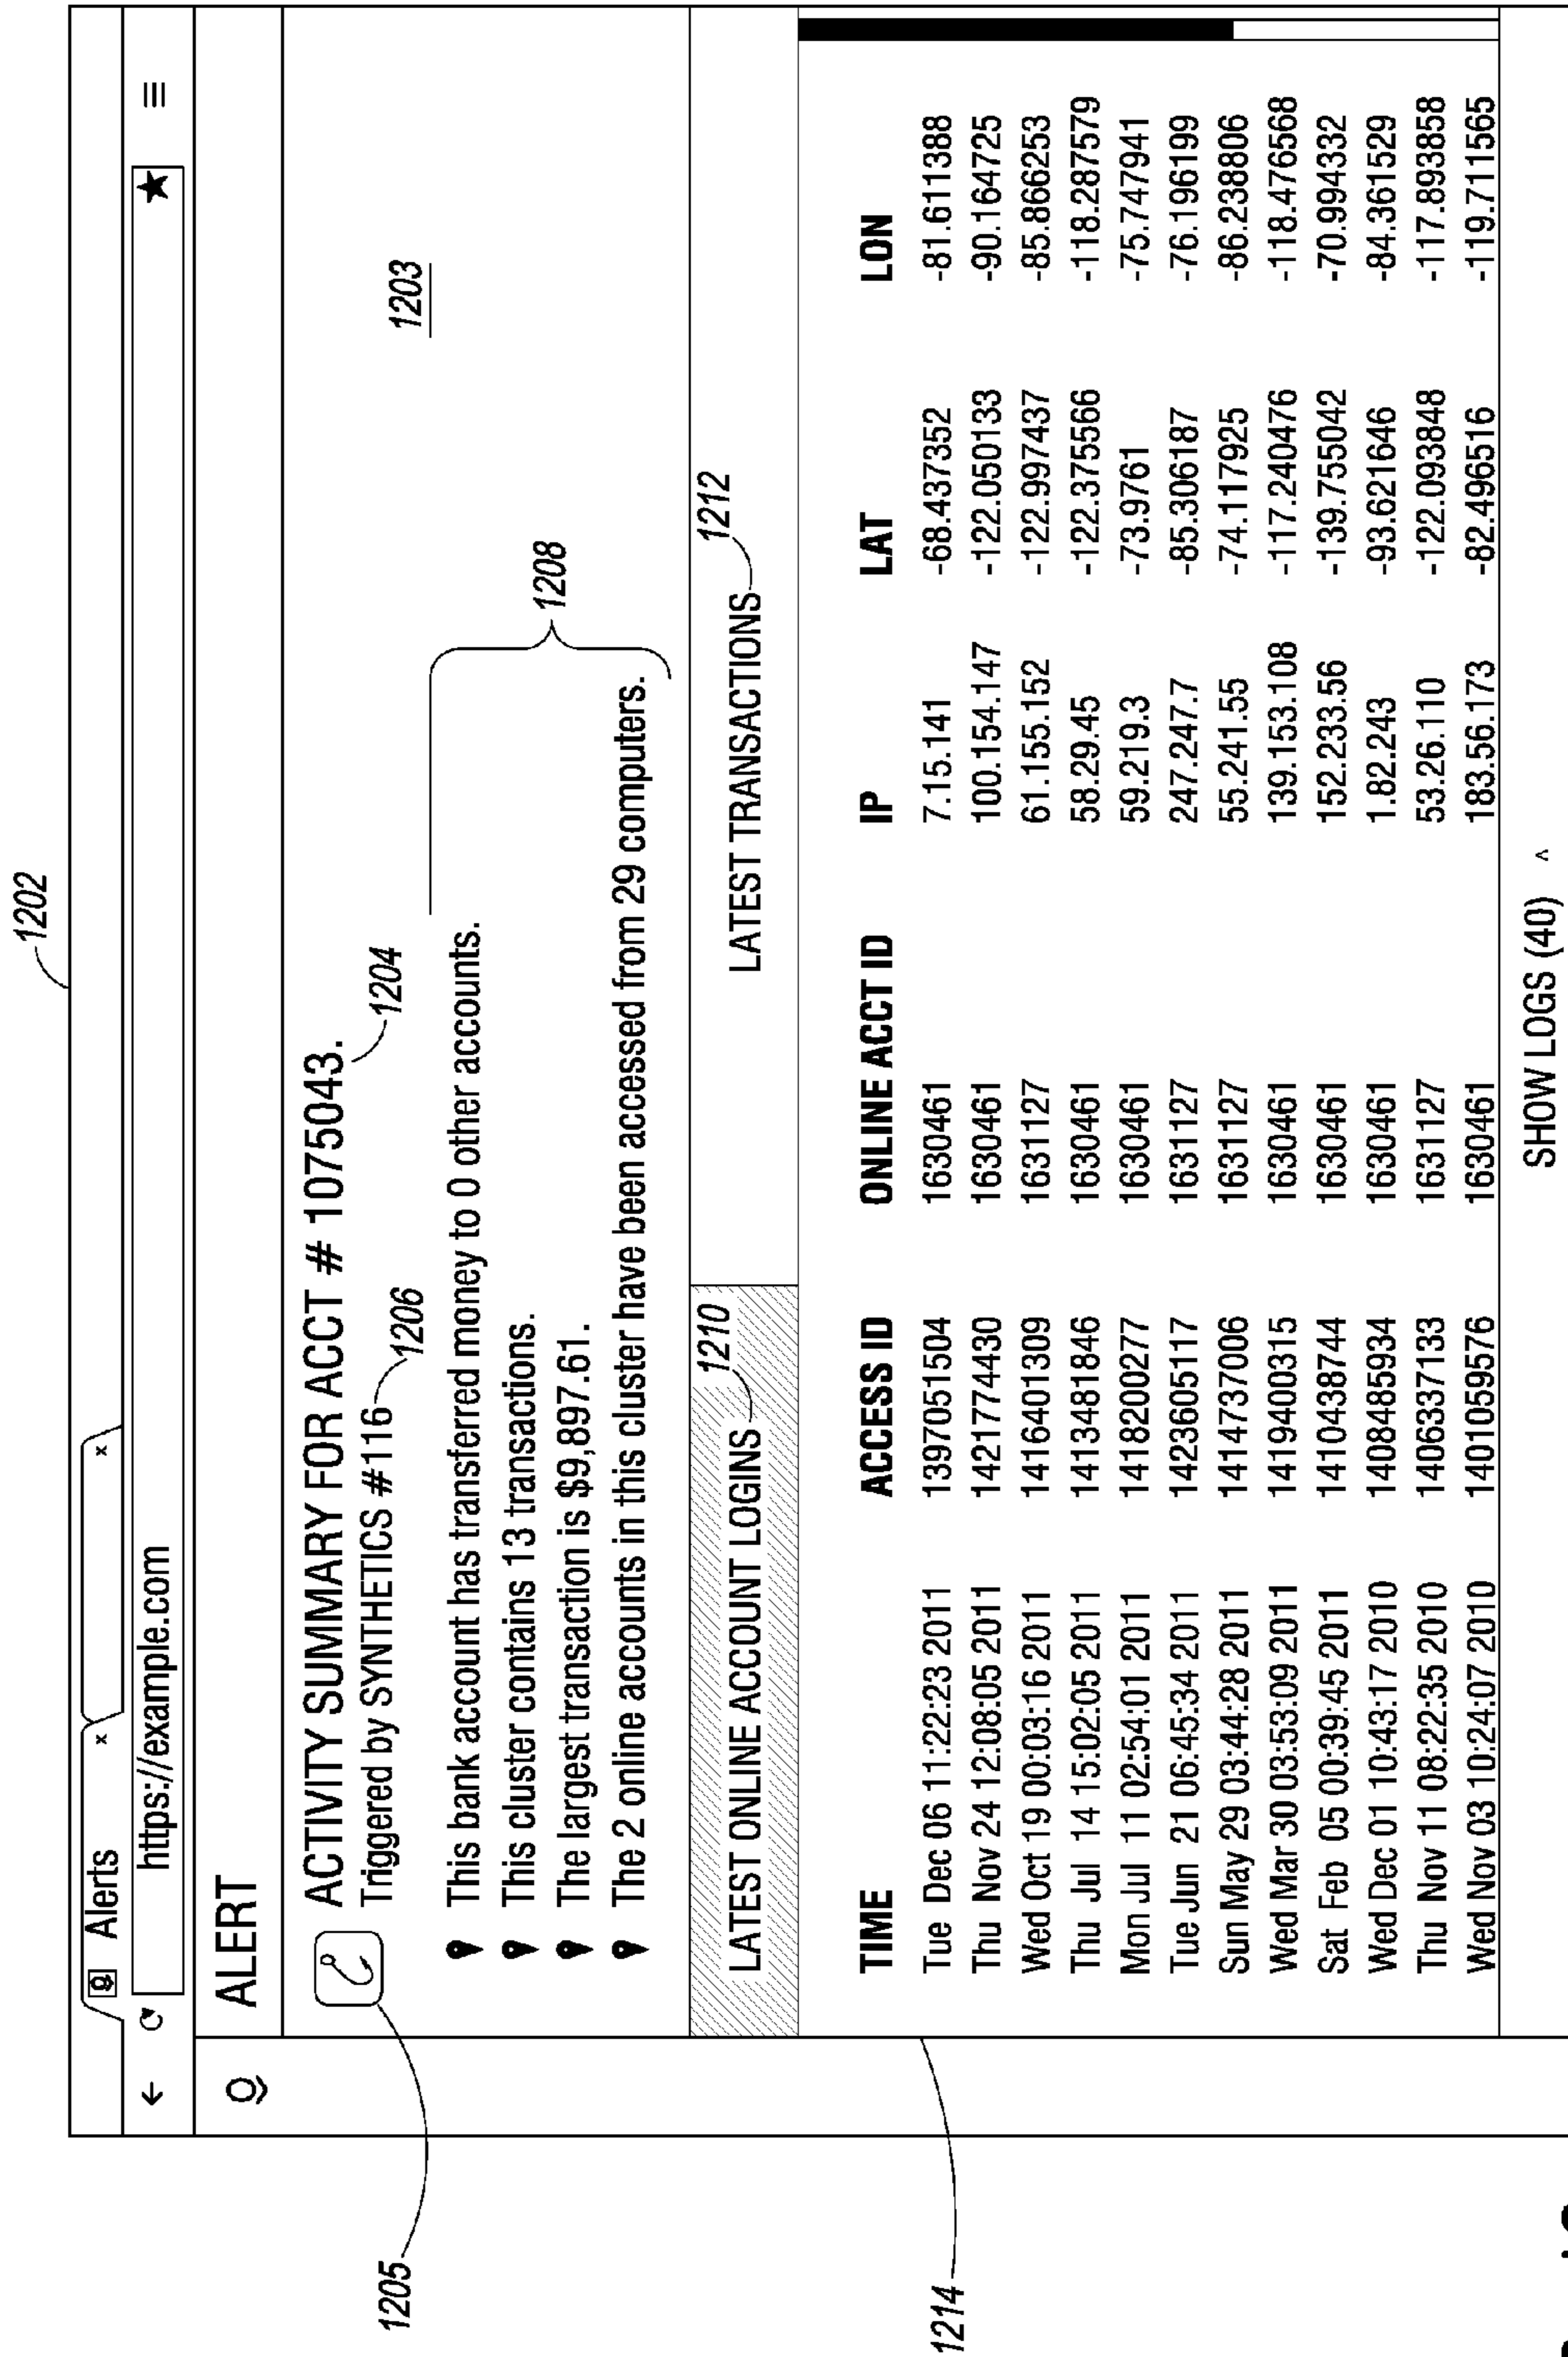 1202
Alerts x x
https://example.com
ALERT
ACTIVITY SUMMARY FOR ACCT # 1075043.
1204
Triggered by SYNTHETICS #116
1206
1203
1205
This bank account has transferred money to 0 other accounts.
This cluster contains 13 transactions.
The largest transaction is $9,897.61.
The 2 online accounts in this cluster have been accessed from 29 computers.
1208
LATEST ONLINE ACCOUNT LOGINS 1210 LATEST TRANSACTIONS 1212
TIME ACCESS ID ONLINE ACCT ID IP LAT LON
Tue Dec 06 11:22:23 2011 1397051504 1630461 7.15.141 -68.437352 -81.611388
Thu Nov 24 12:08:05 2011 1421774430 1630461 100.154.147 -122.050133 -90.164725
Wed Oct 19 00:03:16 2011 1416401309 1631127 61.155.152 -122.997437 -85.866253
Thu Jul 14 15:02:05 2011 1413481846 1630461 58.29.45 -122.375566 -118.287579
Mon Jul 11 02:54:01 2011 1418200277 1630461 59.219.3 -73.9761 -75.747941
Tue Jun 21 06:45:34 2011 1423605117 1631127 247.247.7 -85.306187 -76.196199
Sun May 29 03:44:28 2011 1414737006 1631127 55.241.55 -74.117925 -86.238806
Wed Mar 30 03:53:09 2011 1419400315 1630461 139.153.108 -117.240476 -118.476568
Sat Feb 05 00:39:45 2011 1410438744 1630461 152.233.56 -139.755042 -70.994332
Wed Dec 01 10:43:17 2010 1408485934 1630461 1.82.243 -93.621646 -84.361529
Thu Nov 11 08:22:35 2010 1406337133 1631127 53.26.110 -122.093848 -117.893858
Wed Nov 03 10:24:07 2010 1401059576 1630461 183.56.173 -82.496516 -119.711565
1214
SHOW LOGS (40) ^